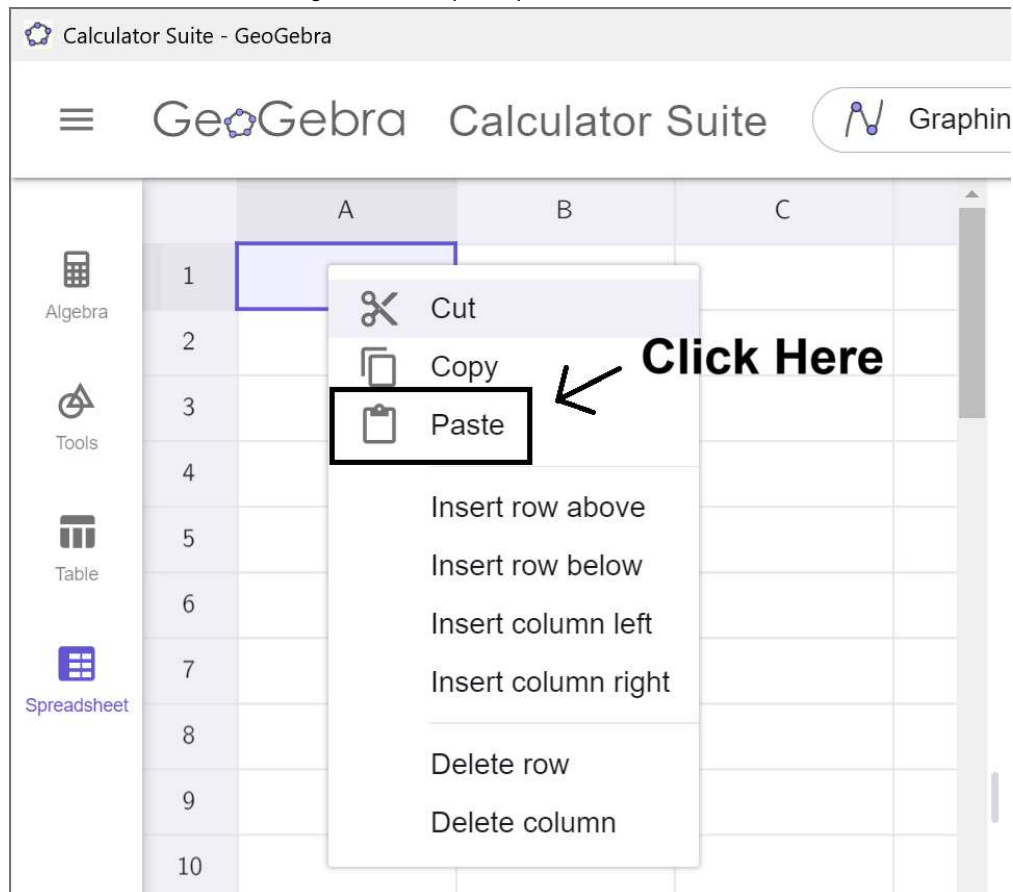 Calculator Suite - GeoGebra
GeoGebra Calculator Suite Graphin
A B C
1
Cut
Algebra
2
Click Here
Copy
3
Paste
Tools
4
Insert row above
5
Insert row below
Table
6
Insert column left
7
Insert column right
Spreadsheet
8
Delete row
9
Delete column
10